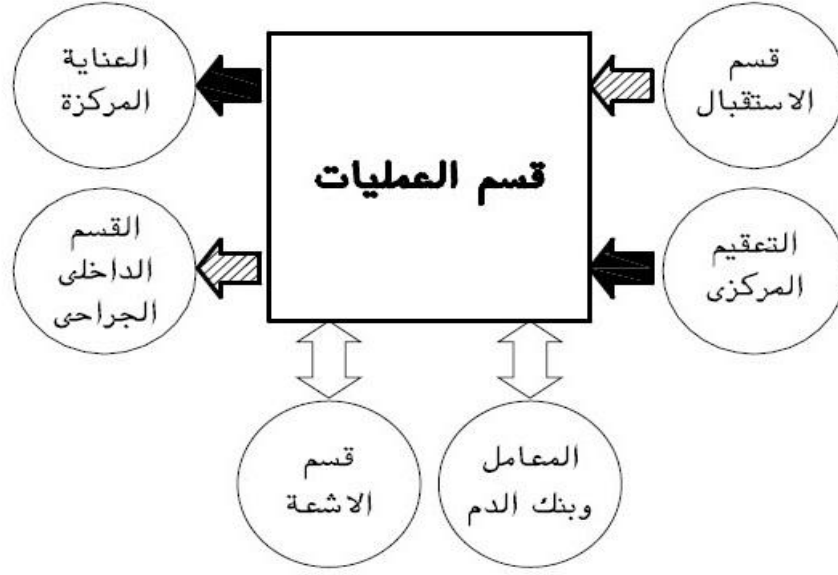 قسم
الاستقبال
العناية
المركزة
قسم العمليات
التعقيم
المركزى
القسم
الداخلى
الجراحى
المعامل
وبنك الدم
قسم
الاشعة